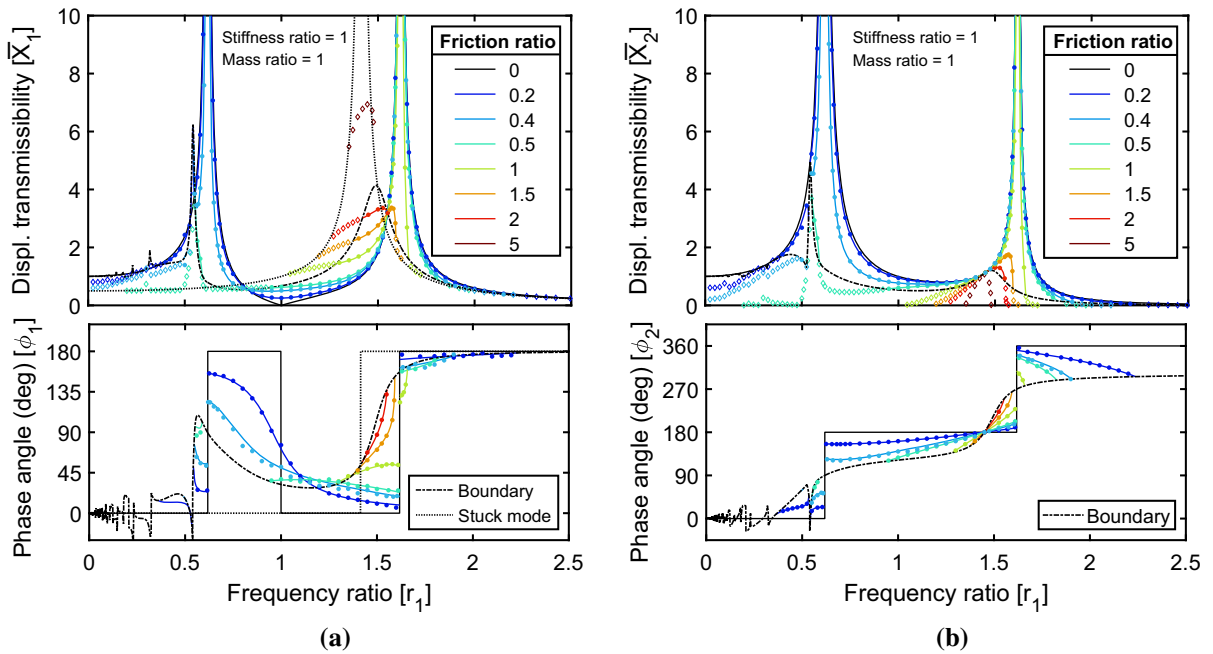 Displ. transmissibility [X̅₁]
10
8
6
4
2
0
Stiffness ratio = 1
Mass ratio = 1
Friction ratio
0
0.2
0.4
0.5
1
1.5
2
5
Phase angle (deg) [ϕ₁]
180
135
90
45
0
Boundary
Stuck mode
0 0.5 1 1.5 2 2.5
Frequency ratio [r₁]
(a)
Displ. transmissibility [X̅₂]
10
8
6
4
2
0
Stiffness ratio = 1
Mass ratio = 1
Friction ratio
0
0.2
0.4
0.5
1
1.5
2
5
Phase angle (deg) [ϕ₂]
360
270
180
90
0
Boundary
0 0.5 1 1.5 2 2.5
Frequency ratio [r₁]
(b)